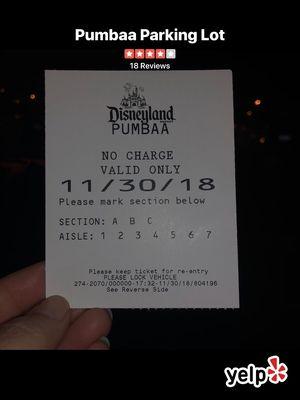 Pumbaa Parking Lot
18 Reviews
Disneyland
PUMBAA
NO CHARGE
VALID ONLY
11/30/18
Please mark section below
SECTION: A B C
AISLE: 1 2 3 4 5 6 7
Please keep ticket for re-entry
PLEASE LOCK VEHICLE
274-2070/000000-17:32-11/30/18/604196
See Reverse Side
yelp